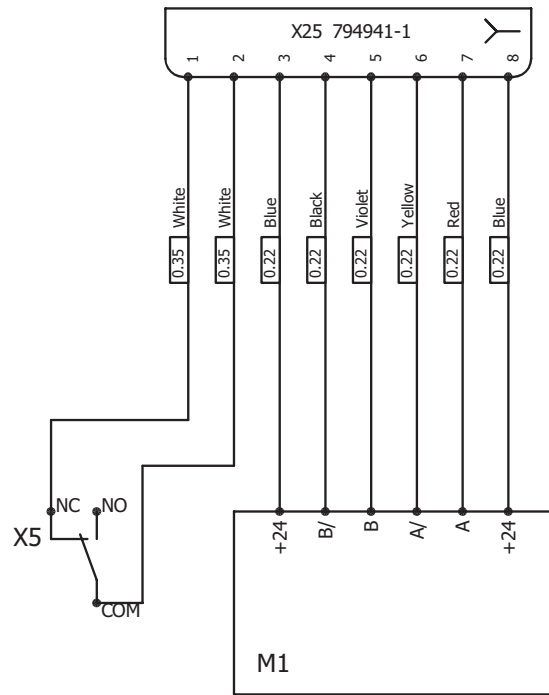 X25 794941-1
1 2 3 4 5 6 7 8
White White Blue Black Violet Yellow Red Blue
0.35 0.35 0.22 0.22 0.22 0.22 0.22 0.22
NC NO
X5
COM
+24 B/ B A/ A +24
M1